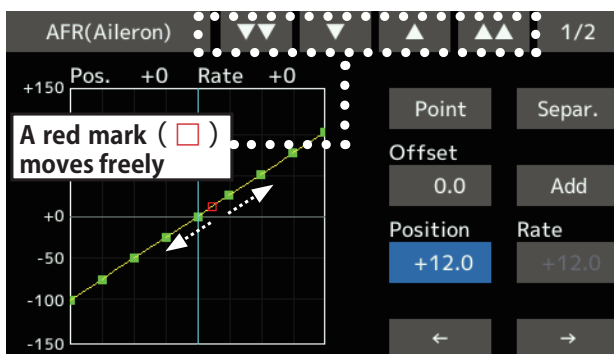 AFR(Aileron) ▼▼ ▼ ▲ ▲▲ 1/2
Pos. +0 Rate +0
+150
A red mark ( □ )
moves freely
+0
-50
-100
-150
Point Separ.
Offset
0.0 Add
Position Rate
+12.0 +12.0
← →